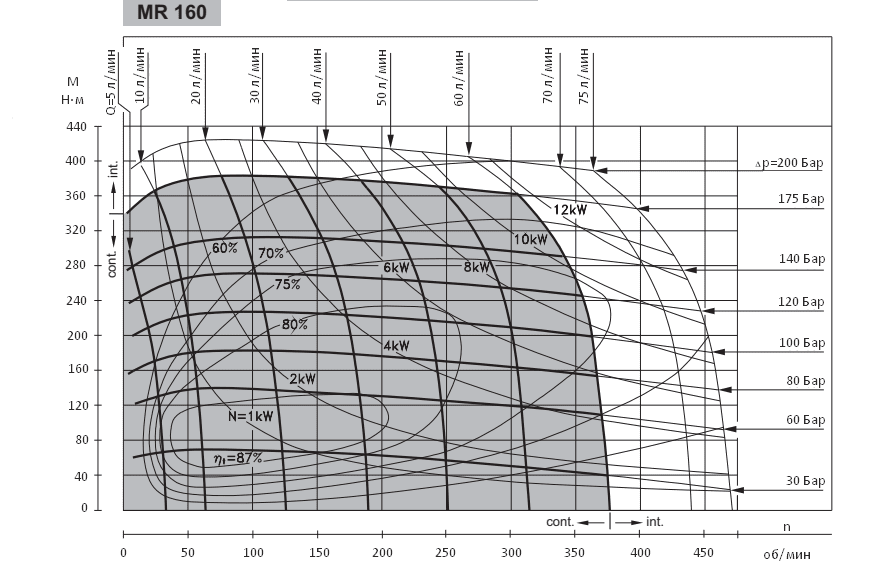 MR 160
Q=5 л/мин
10 л/мин
20 л/мин
30 л/мин
40 л/мин
50 л/мин
60 л/мин
70 л/мин
75 л/мин
M
Н·м
440
400
360
320
280
240
200
160
120
80
40
0
int.
cont.
Δp=200 Бар
175 Бар
140 Бар
120 Бар
100 Бар
80 Бар
60 Бар
30 Бар
12kW
10kW
60%
70%
6kW
8kW
75%
80%
4kW
2kW
N=1kW
ηt=87%
cont.
int.
n
0
50
100
150
200
250
300
350
400
450
об/мин